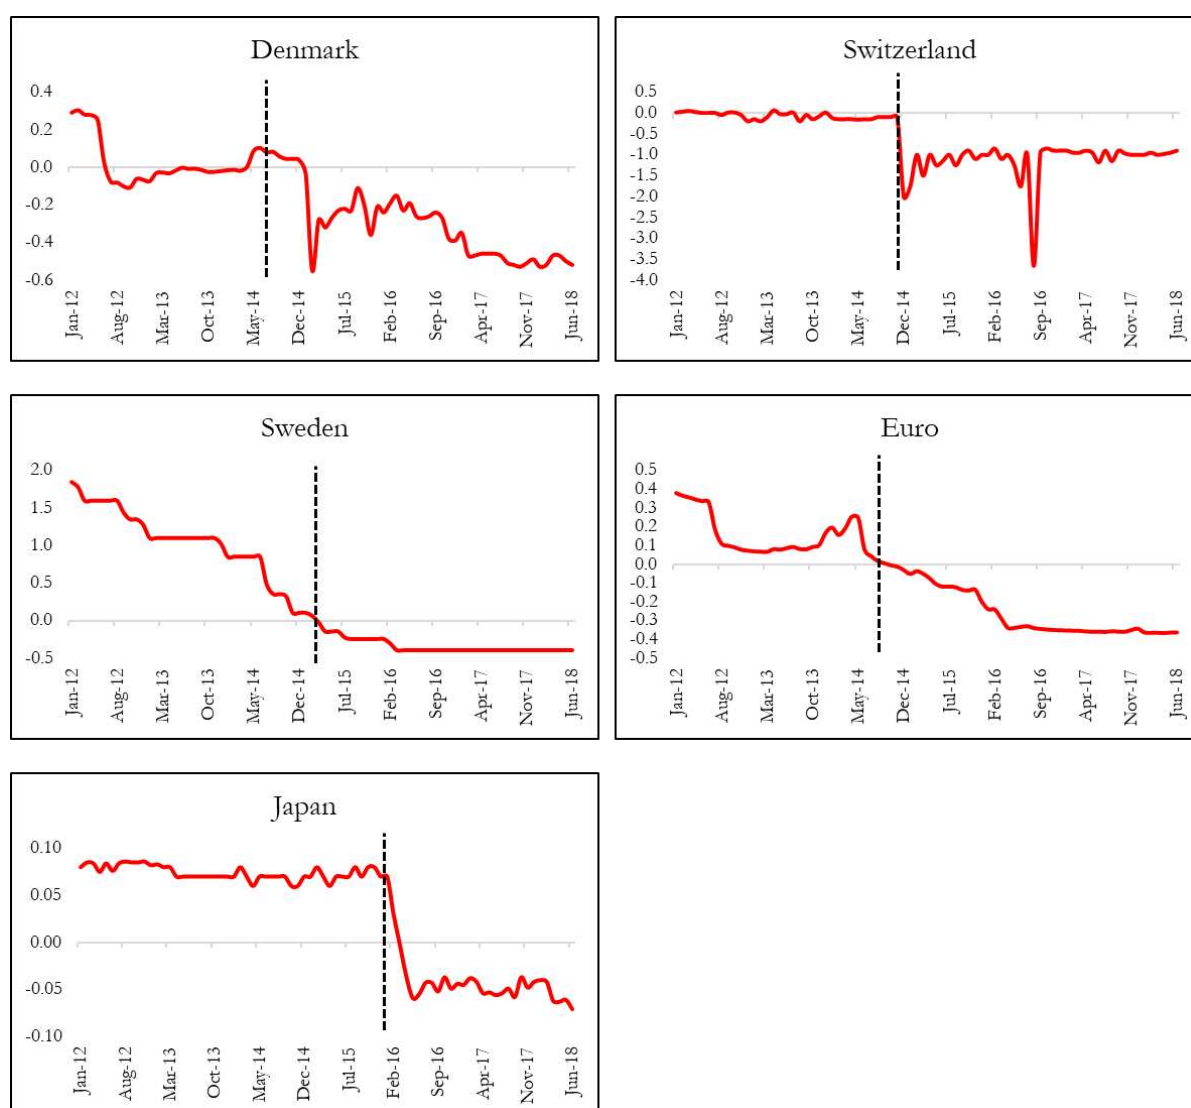 Denmark
0.4
0.2
0.0
-0.2
-0.4
-0.6
Jan-12
Aug-12
Mar-13
Oct-13
May-14
Dec-14
Jul-15
Feb-16
Sep-16
Apr-17
Nov-17
Jun-18
Switzerland
0.5
0.0
-0.5
-1.0
-1.5
-2.0
-2.5
-3.0
-3.5
-4.0
Jan-12
Aug-12
Mar-13
Oct-13
May-14
Dec-14
Jul-15
Feb-16
Sep-16
Apr-17
Nov-17
Jun-18
Sweden
2.0
1.5
1.0
0.5
0.0
-0.5
Jan-12
Aug-12
Mar-13
Oct-13
May-14
Dec-14
Jul-15
Feb-16
Sep-16
Apr-17
Nov-17
Jun-18
Euro
0.5
0.4
0.3
0.2
0.1
0.0
-0.1
-0.2
-0.3
-0.4
-0.5
Jan-12
Aug-12
Mar-13
Oct-13
May-14
Dec-14
Jul-15
Feb-16
Sep-16
Apr-17
Nov-17
Jun-18
Japan
0.10
0.05
0.00
-0.05
-0.10
Jan-12
Aug-12
Mar-13
Oct-13
May-14
Dec-14
Jul-15
Feb-16
Sep-16
Apr-17
Nov-17
Jun-18